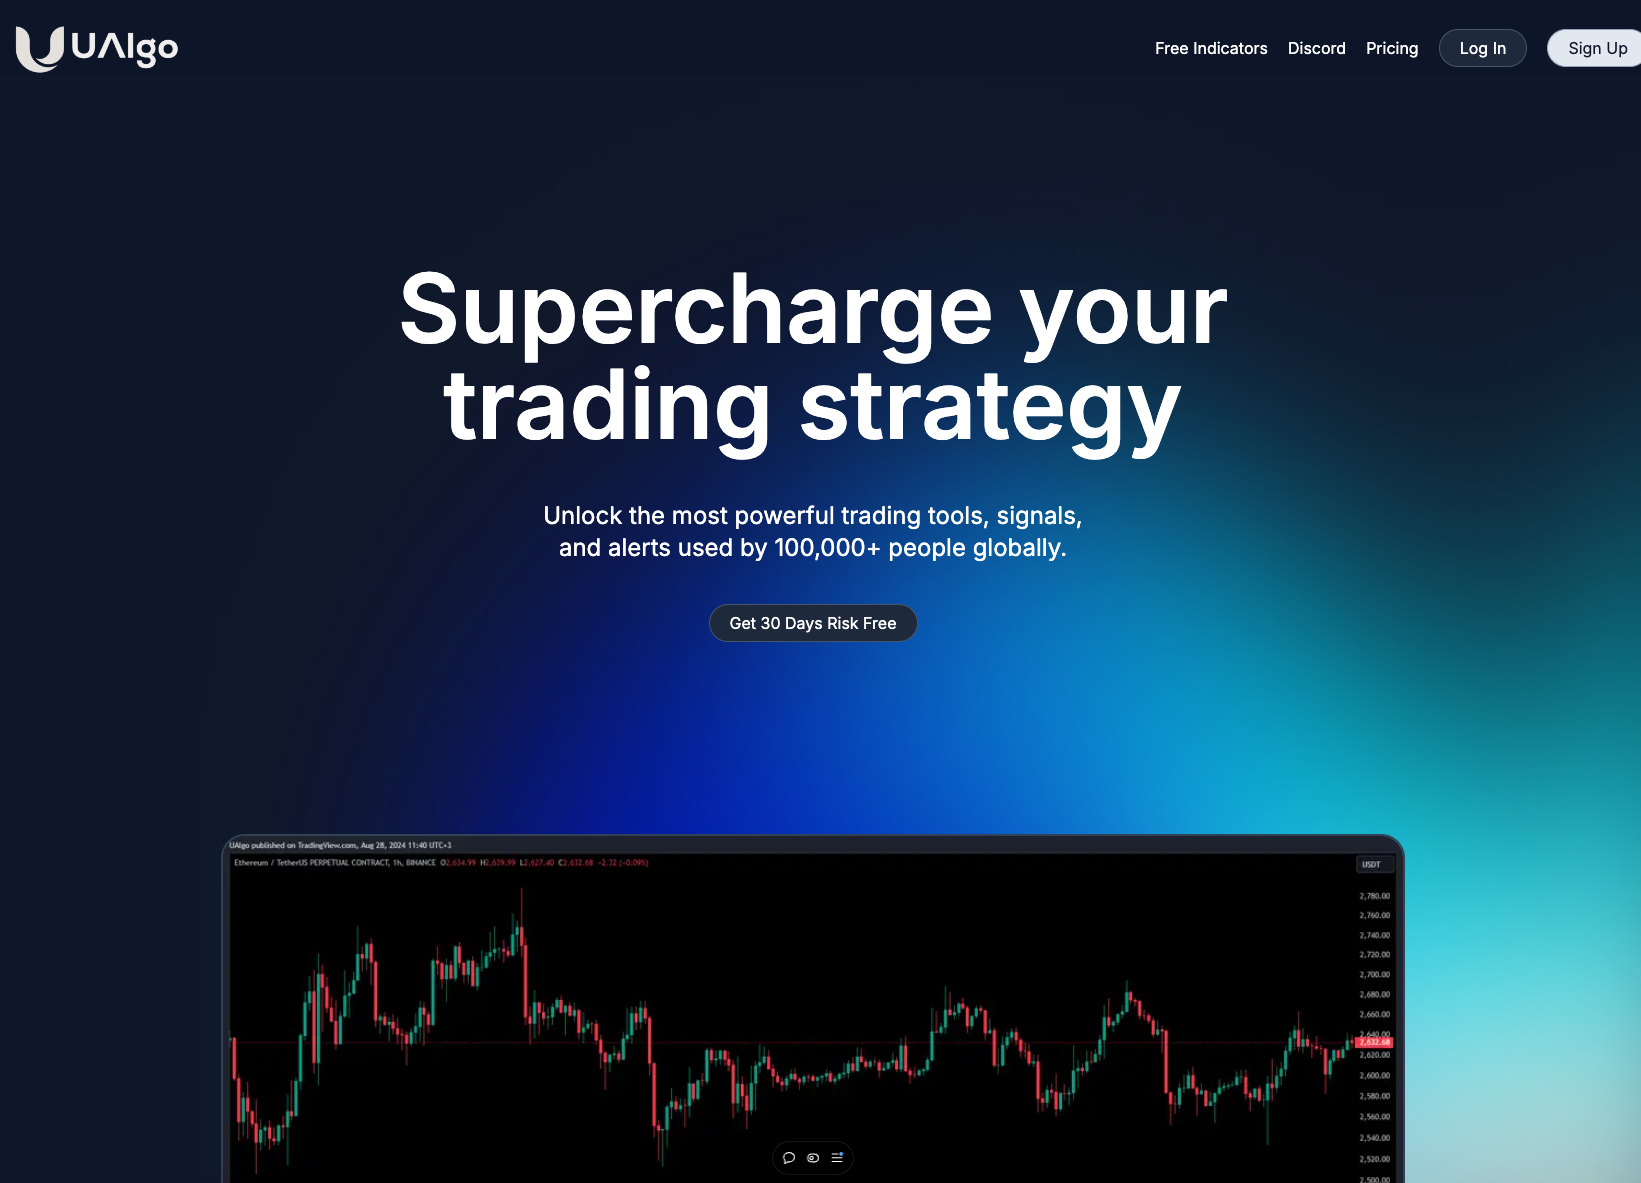 UAlgo
Free Indicators
Discord
Pricing
Log In
Sign Up
Supercharge your
trading strategy
Unlock the most powerful trading tools, signals,
and alerts used by 100,000+ people globally.
Get 30 Days Risk Free
UAlgo published on TradingView.com, Aug 28, 2024 11:40 UTC+3
Ethereum / TetherUS PERPETUAL CONTRACT, 1h, BINANCE O2,634.99 H2,639.99 L2,627.40 C2,632.68 −2.32 (−0.09%)
USDT
2,780.00
2,760.00
2,740.00
2,720.00
2,700.00
2,680.00
2,660.00
2,640.00
2,632.68
2,620.00
2,600.00
2,580.00
2,560.00
2,540.00
2,520.00
2,500.00